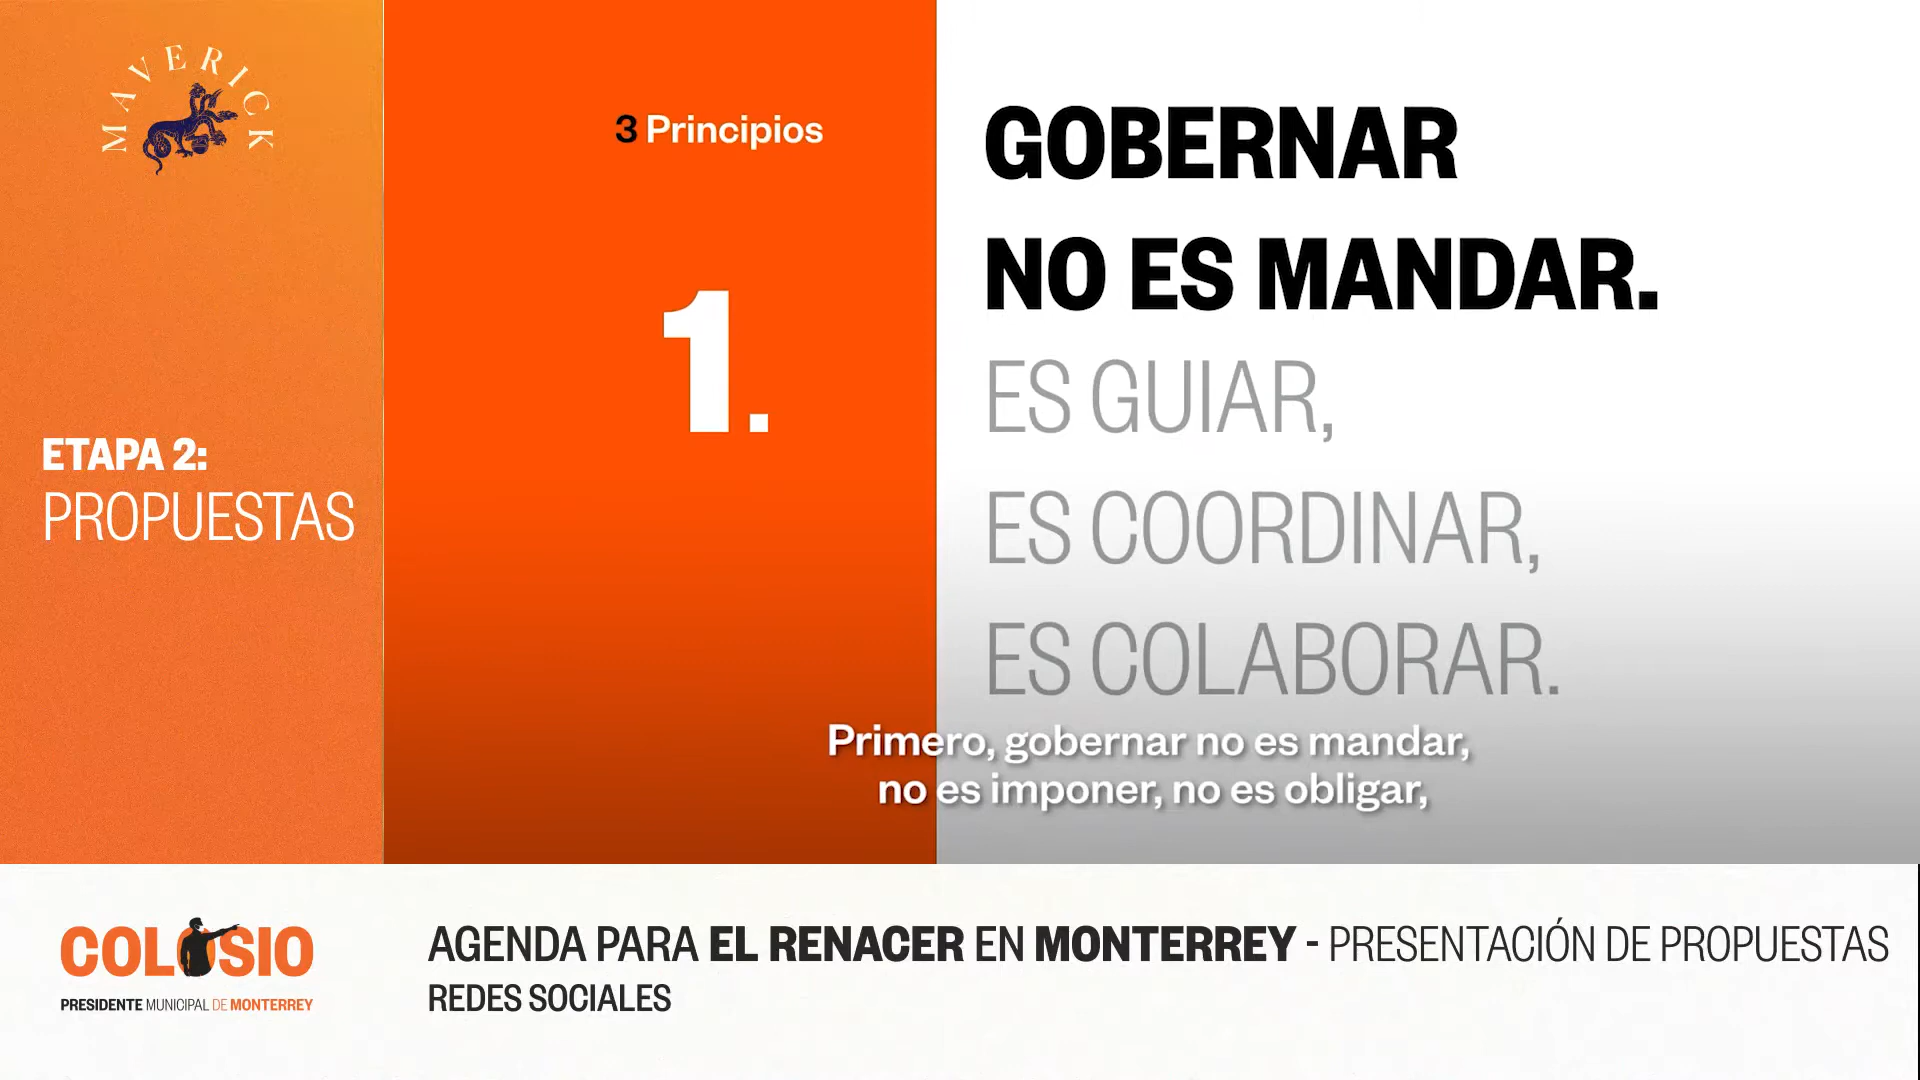 MAVERICK
ETAPA 2:
PROPUESTAS
3 Principios
1.
GOBERNAR
NO ES MANDAR.
ES GUIAR,
ES COORDINAR,
ES COLABORAR.
Primero, gobernar no es mandar,
no es imponer, no es obligar,
COLOSIO
PRESIDENTE MUNICIPAL DE MONTERREY
AGENDA PARA EL RENACER EN MONTERREY - PRESENTACIÓN DE PROPUESTAS
REDES SOCIALES